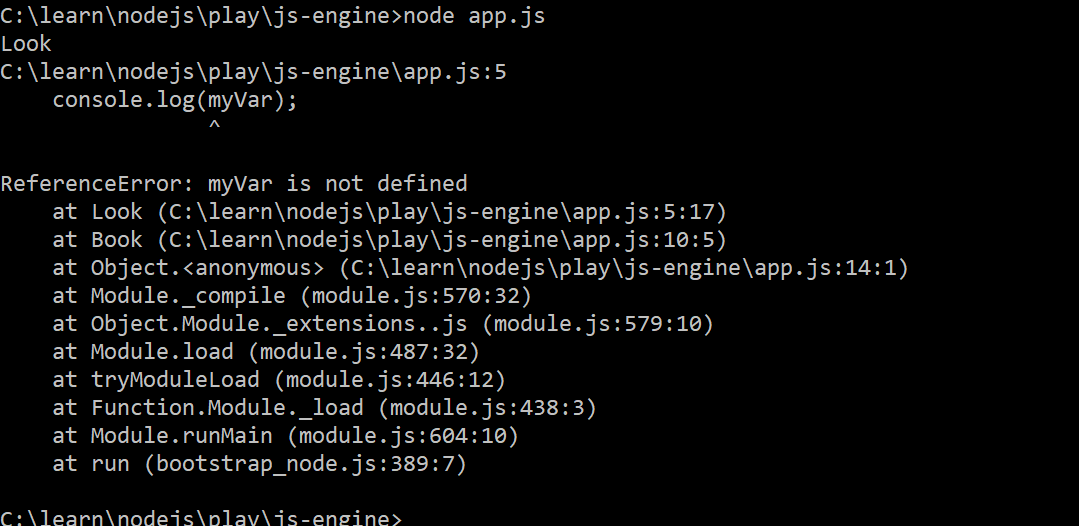 C:\learn\nodejs\play\js-engine>node app.js
Look
C:\learn\nodejs\play\js-engine\app.js:5
    console.log(myVar);
                ^
ReferenceError: myVar is not defined
    at Look (C:\learn\nodejs\play\js-engine\app.js:5:17)
    at Book (C:\learn\nodejs\play\js-engine\app.js:10:5)
    at Object.<anonymous> (C:\learn\nodejs\play\js-engine\app.js:14:1)
    at Module._compile (module.js:570:32)
    at Object.Module._extensions..js (module.js:579:10)
    at Module.load (module.js:487:32)
    at tryModuleLoad (module.js:446:12)
    at Function.Module._load (module.js:438:3)
    at Module.runMain (module.js:604:10)
    at run (bootstrap_node.js:389:7)
C:\learn\nodejs\play\js-engine>